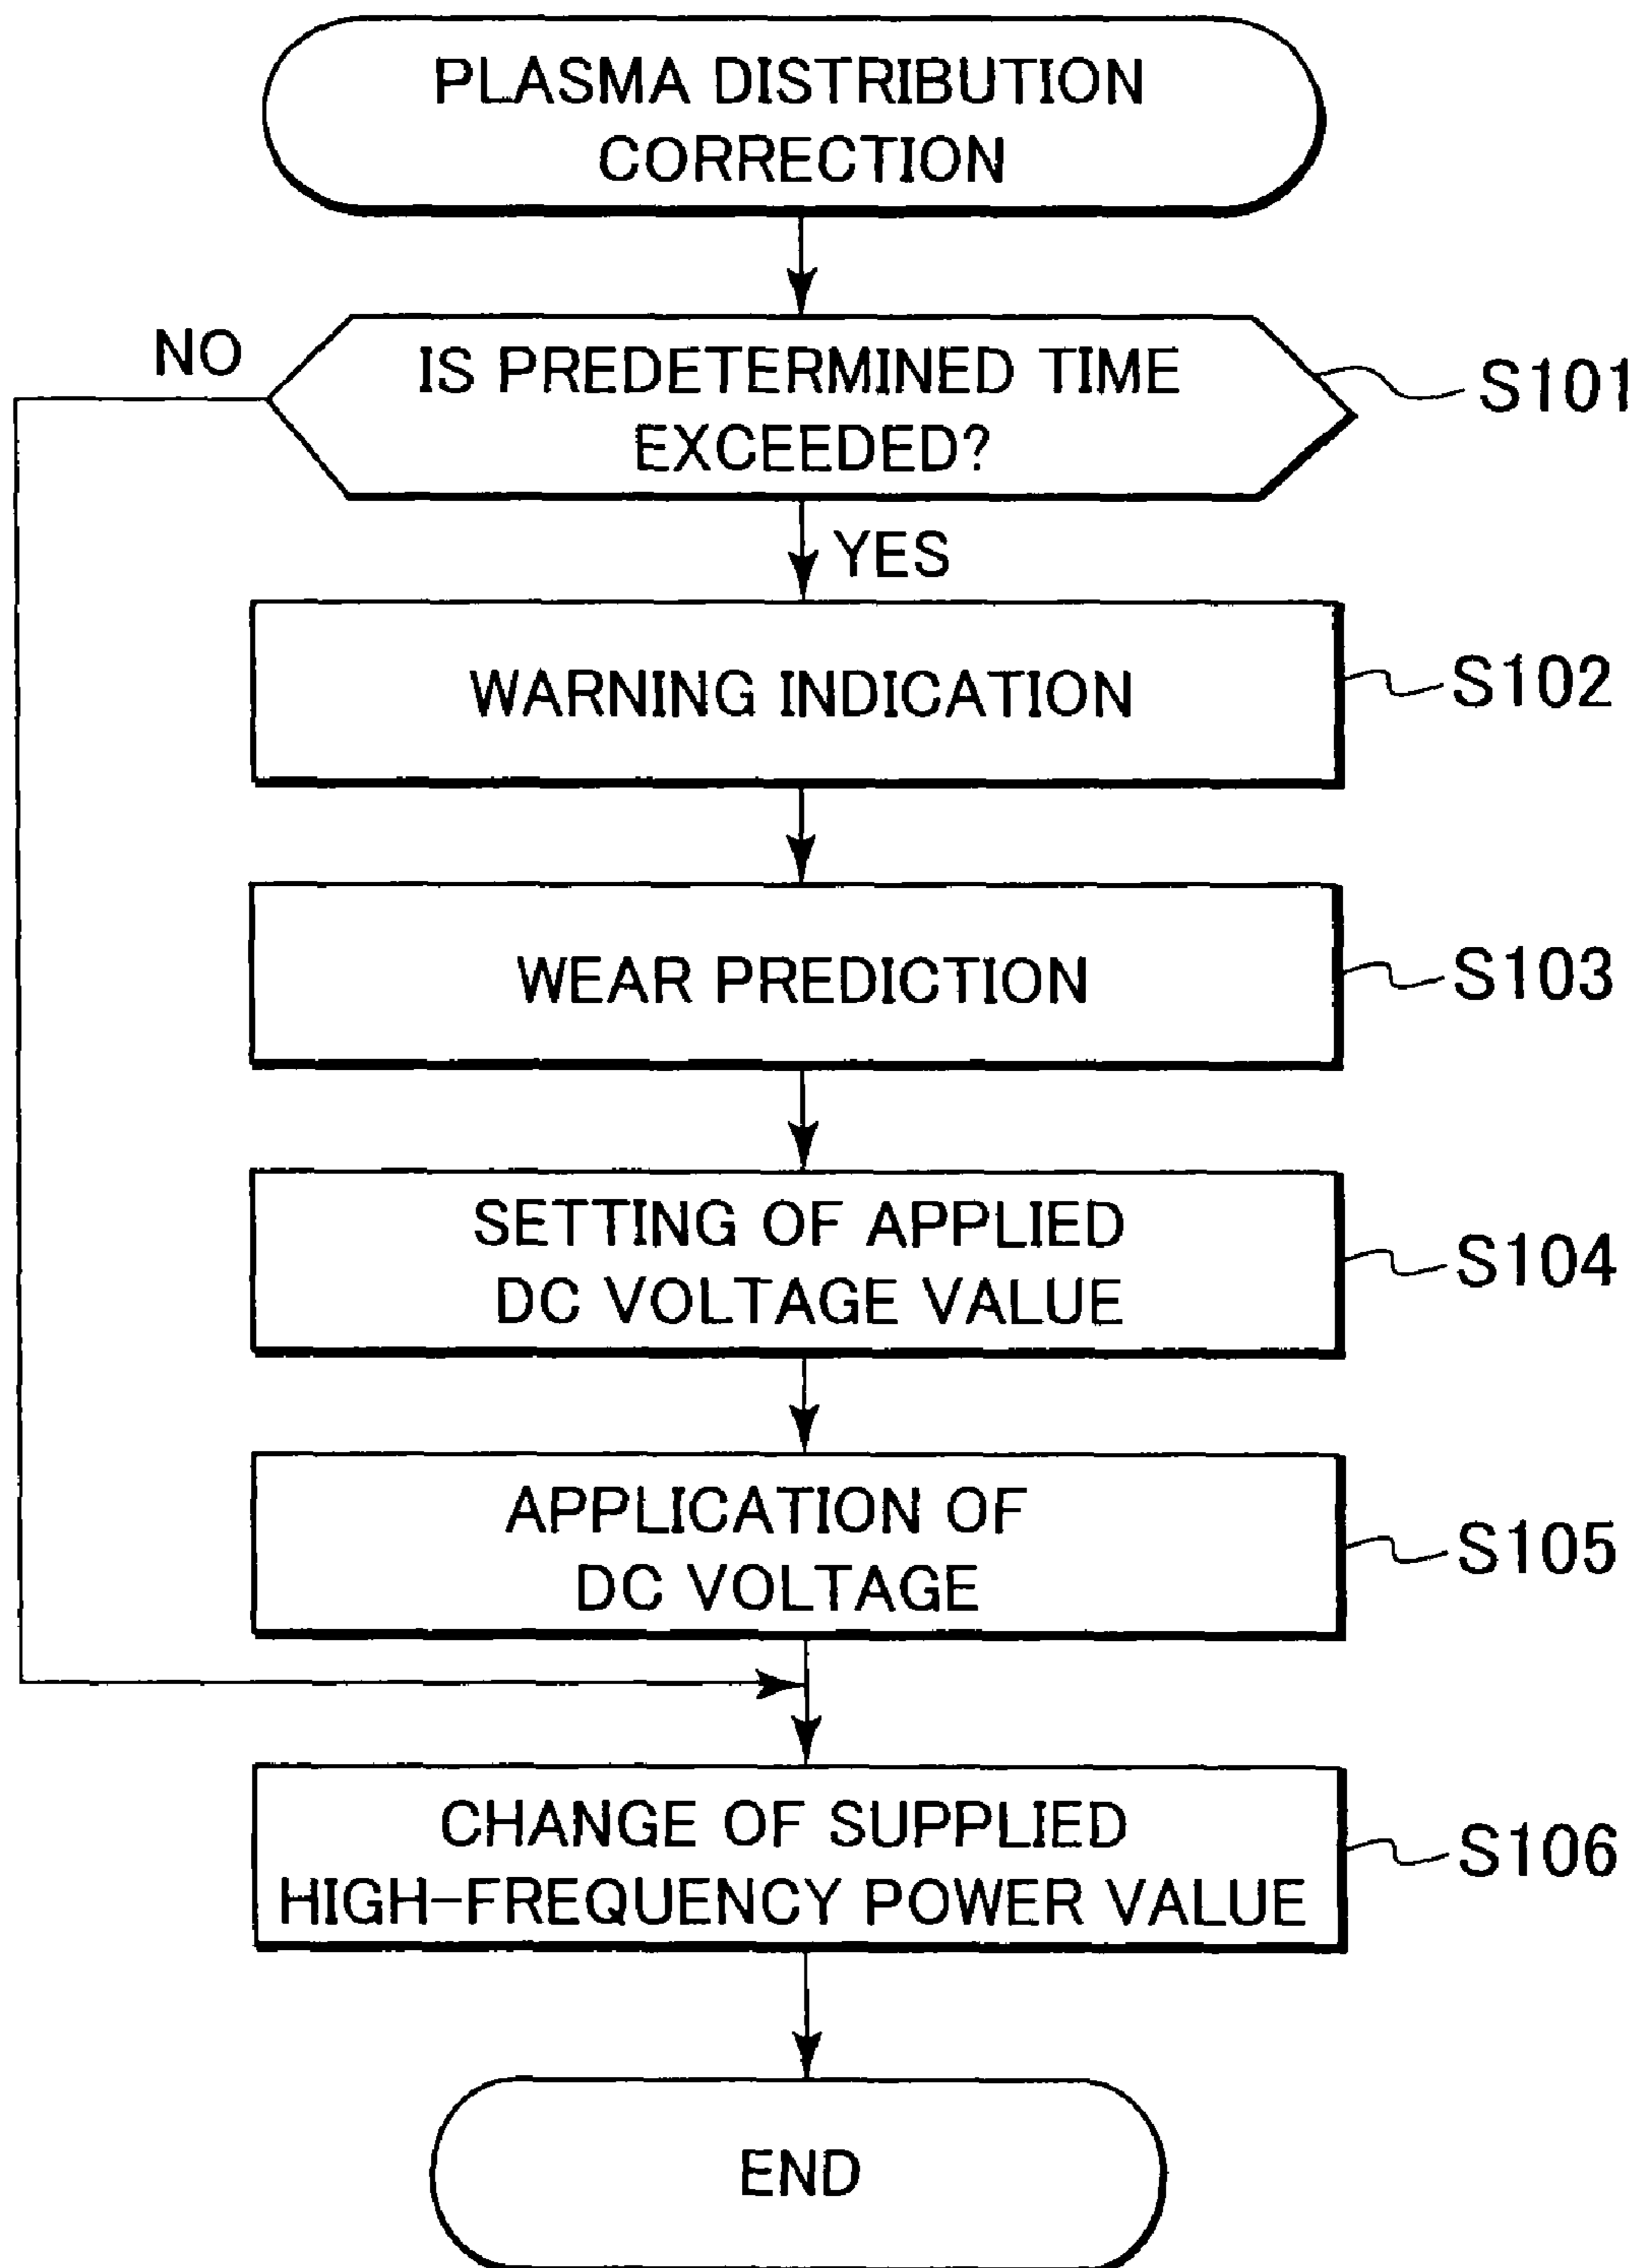 PLASMA DISTRIBUTION
CORRECTION
NO
IS PREDETERMINED TIME
EXCEEDED?
S101
YES
WARNING INDICATION
S102
WEAR PREDICTION
S103
SETTING OF APPLIED
DC VOLTAGE VALUE
S104
APPLICATION OF
DC VOLTAGE
S105
CHANGE OF SUPPLIED
HIGH-FREQUENCY POWER VALUE
S106
END